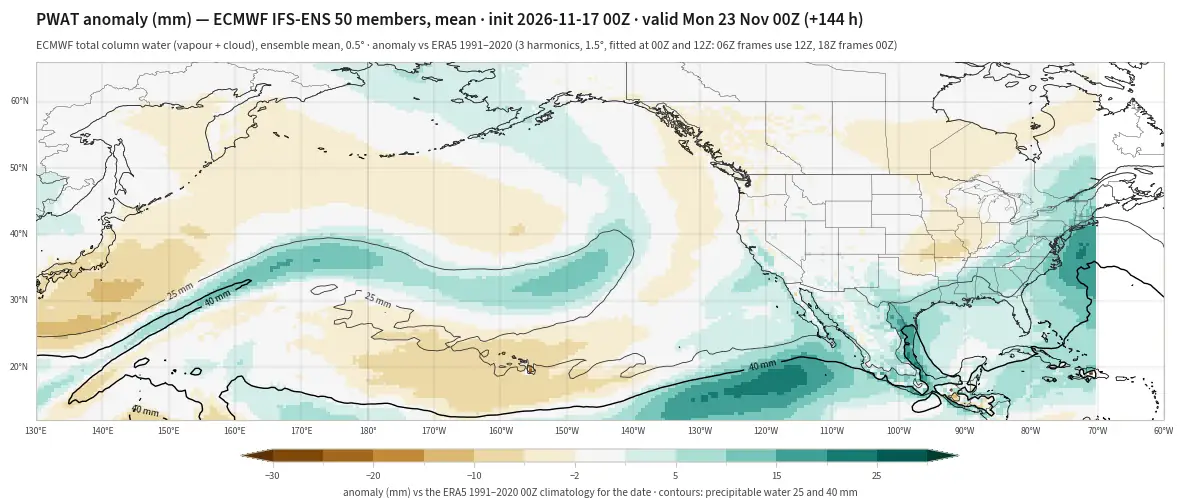 PWAT anomaly (mm) — ECMWF IFS-ENS 50 members, mean · init 2026-11-17 00Z · valid Mon 23 Nov 00Z (+144 h)
ECMWF total column water (vapour + cloud), ensemble mean, 0.5° · anomaly vs ERA5 1991–2020 (3 harmonics, 1.5°, fitted at 00Z and 12Z: 06Z frames use 12Z, 18Z frames 00Z)
60°N
50°N
40°N
30°N
20°N
25 mm
40 mm
25 mm
40 mm
40 mm
130°E 140°E 150°E 160°E 170°E 180° 170°W 160°W 150°W 140°W 130°W 120°W 110°W 100°W 90°W 80°W 70°W 60°W
−30 −20 −10 −2 5 15 25
anomaly (mm) vs the ERA5 1991–2020 00Z climatology for the date · contours: precipitable water 25 and 40 mm